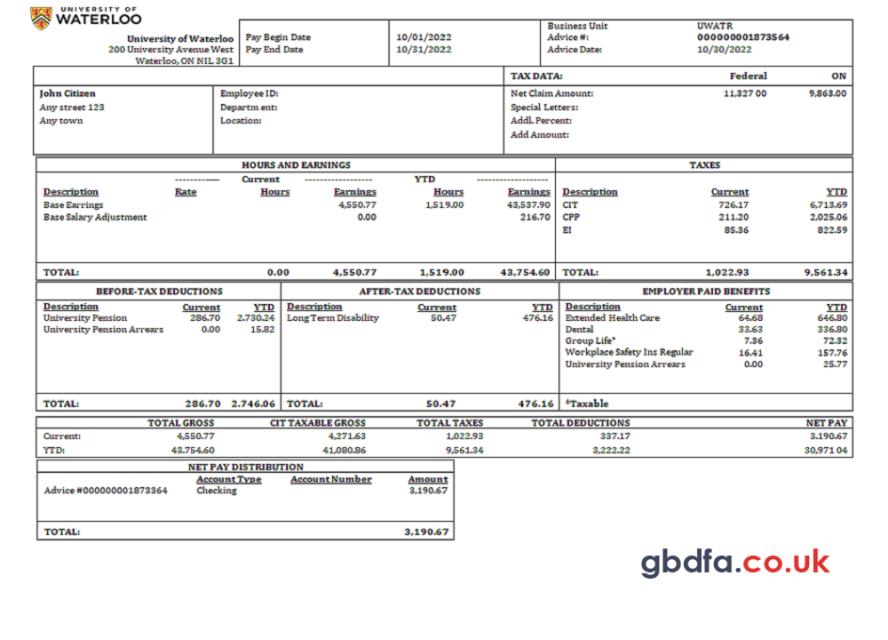 UNIVERSITY OF
WATERLOO
University of Waterloo
200 University Avenue West
Waterloo, ON NIL 3G1
Pay Begin Date 10/01/2022
Pay End Date 10/31/2022
Business Unit UWATR
Advice #: 000000001873564
Advice Date: 10/30/2022
TAX DATA: Federal ON
John Citizen
Any street 123
Any town
Employee ID:
Departm ent:
Location:
Net Claim Amount: 11,327 00 9,863.00
Special Letters:
Addl. Percent:
Add Amount:
HOURS AND EARNINGS
Current YTD
Description Rate Hours Earnings Hours Earnings
Base Earrings 4,550.77 1,519.00 43,537.90
Base Salary Adjustment 0.00 216.70
TOTAL: 0.00 4,550.77 1,519.00 43,754.60
TAXES
Description Current YTD
CIT 726.17 6,713.69
CPP 211.20 2,025.06
EI 85.36 822.59
TOTAL: 1,022.93 9,561.34
BEFORE-TAX DEDUCTIONS
Description Current YTD
University Pension 286.70 2.730.24
University Pension Arrears 0.00 15.82
TOTAL: 286.70 2.746.06
AFTER-TAX DEDUCTIONS
Description Current YTD
Long Term Disability 50.47 476.16
TOTAL: 50.47 476.16
EMPLOYER PAID BENEFITS
Description Current YTD
Extended Health Care 64.68 646.80
Dental 33.63 336.80
Group Life* 7.36 72.32
Workplace Safety Ins Regular 16.41 157.76
University Pension Arrears 0.00 25.77
*Taxable
TOTAL GROSS CIT TAXABLE GROSS TOTAL TAXES TOTAL DEDUCTIONS NET PAY
Current: 4,550.77 4,271.63 1,022.93 337.17 3.190.67
YTD: 43.754.60 41,080.86 9,561.34 3,222.22 30,971 04
NET PAY DISTRIBUTION
Account Type Account Number Amount
Advice #000000001873364 Checking 3,190.67
TOTAL: 3,190.67
gbdfa.co.uk